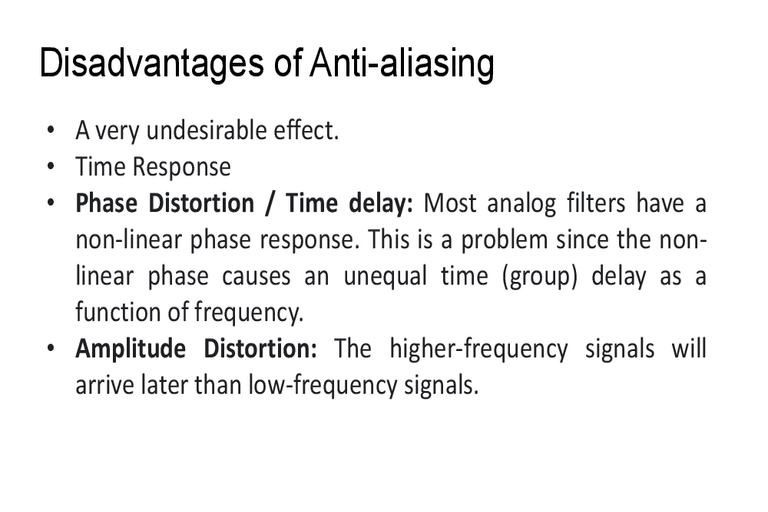 Disadvantages of Anti-aliasing
• A very undesirable effect.
• Time Response
• Phase Distortion / Time delay: Most analog filters have a
non-linear phase response. This is a problem since the non-
linear phase causes an unequal time (group) delay as a
function of frequency.
• Amplitude Distortion: The higher-frequency signals will
arrive later than low-frequency signals.